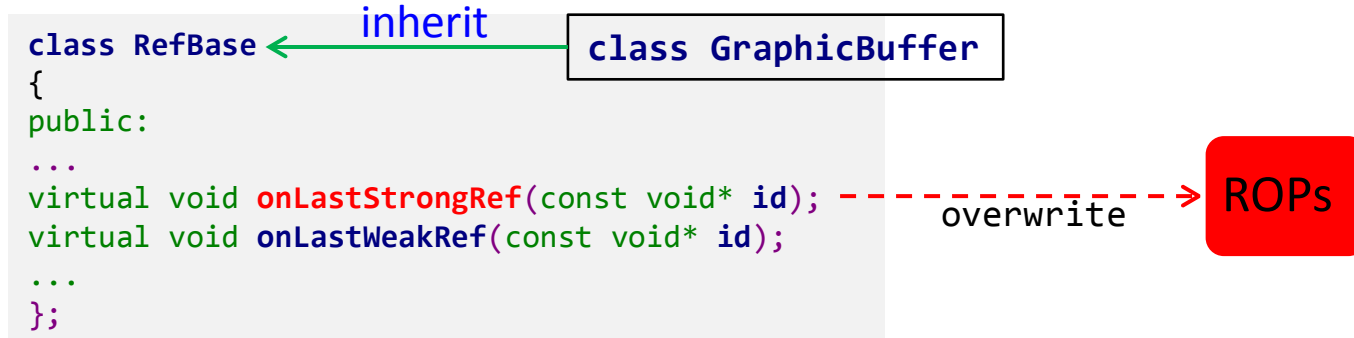 inherit
class RefBase
class GraphicBuffer
{
public:
...
virtual void onLastStrongRef(const void* id);
overwrite
ROPs
virtual void onLastWeakRef(const void* id);
...
};